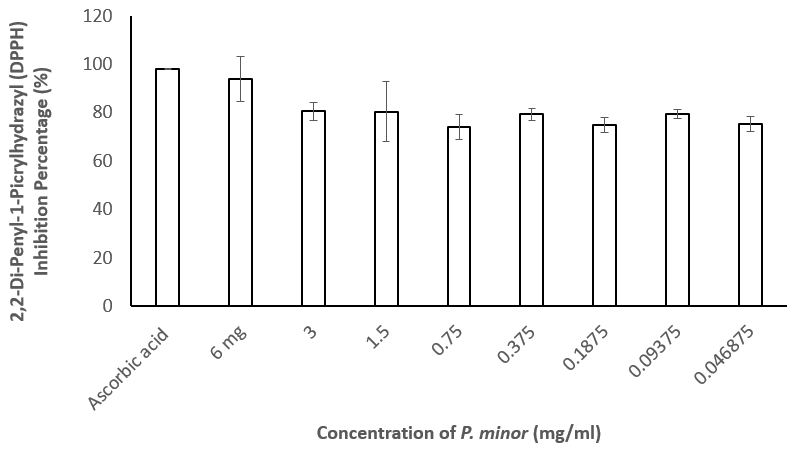 2,2-Di-Penyl-1-Picrylhydrazyl (DPPH)
Inhibition Percentage (%)
120
100
80
60
40
20
0
Ascorbic acid
6 mg
3
1.5
0.75
0.375
0.1875
0.09375
0.046875
Concentration of P. minor (mg/ml)